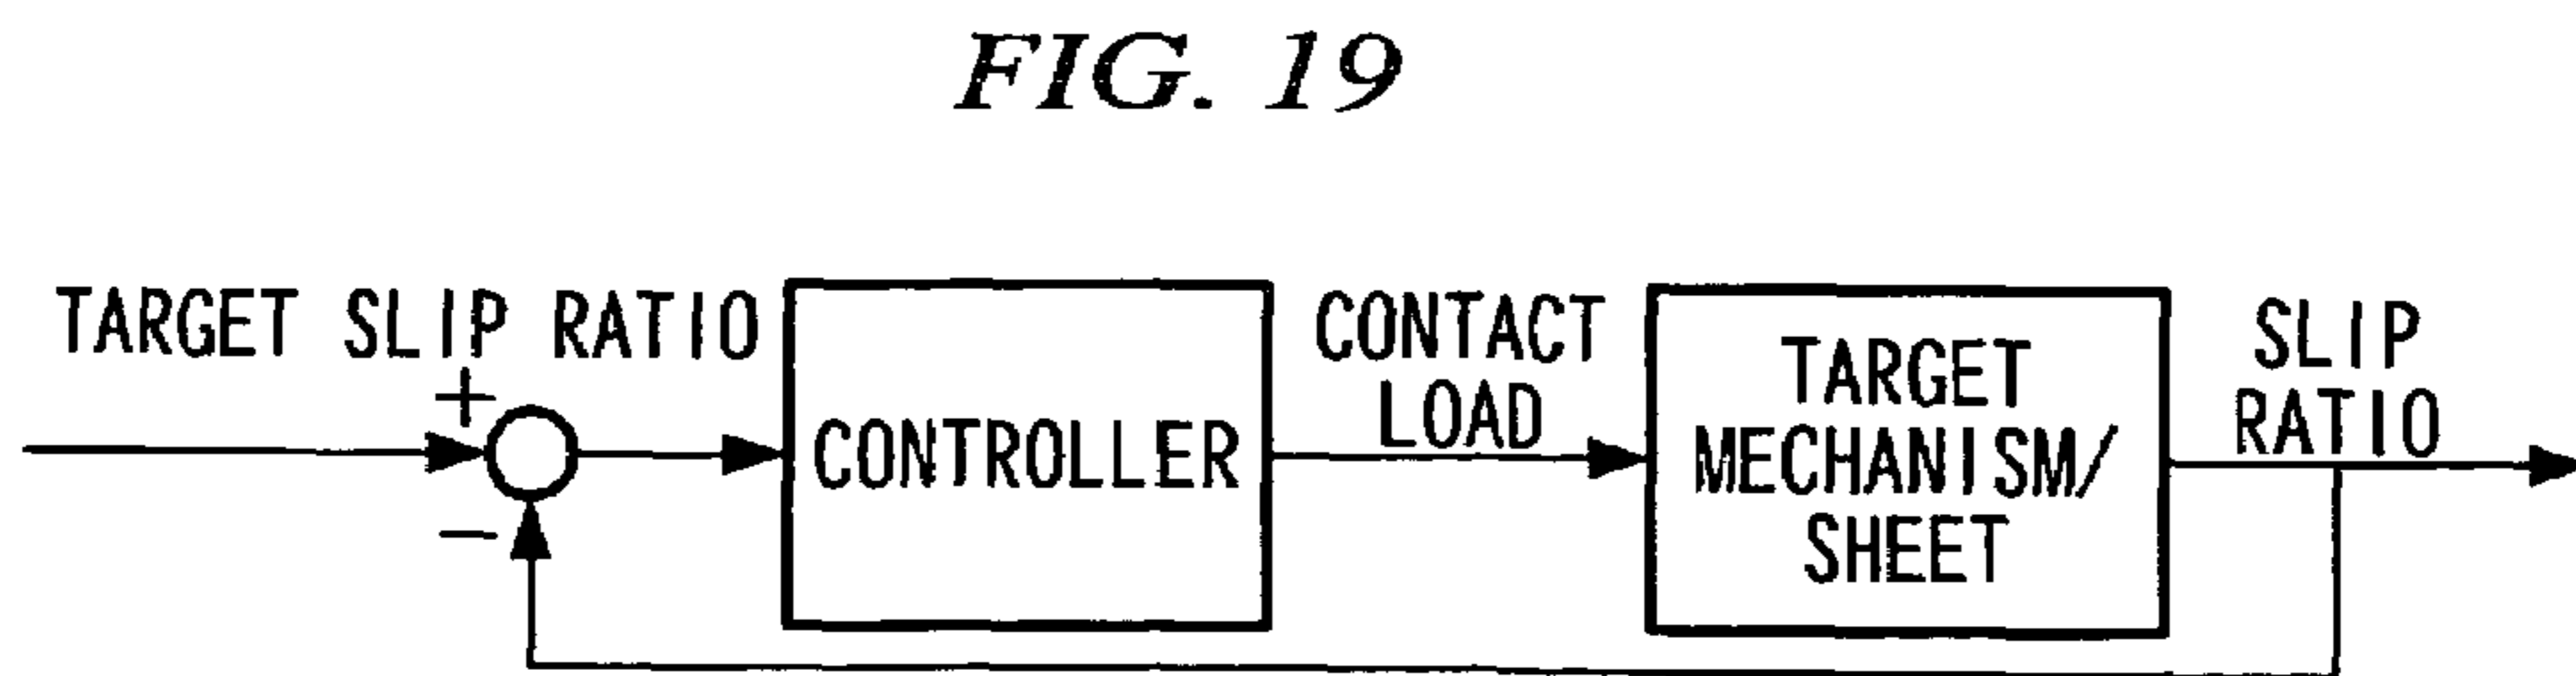 FIG. 19
TARGET SLIP RATIO
+
−
CONTROLLER
CONTACT
LOAD
TARGET
MECHANISM/
SHEET
SLIP
RATIO